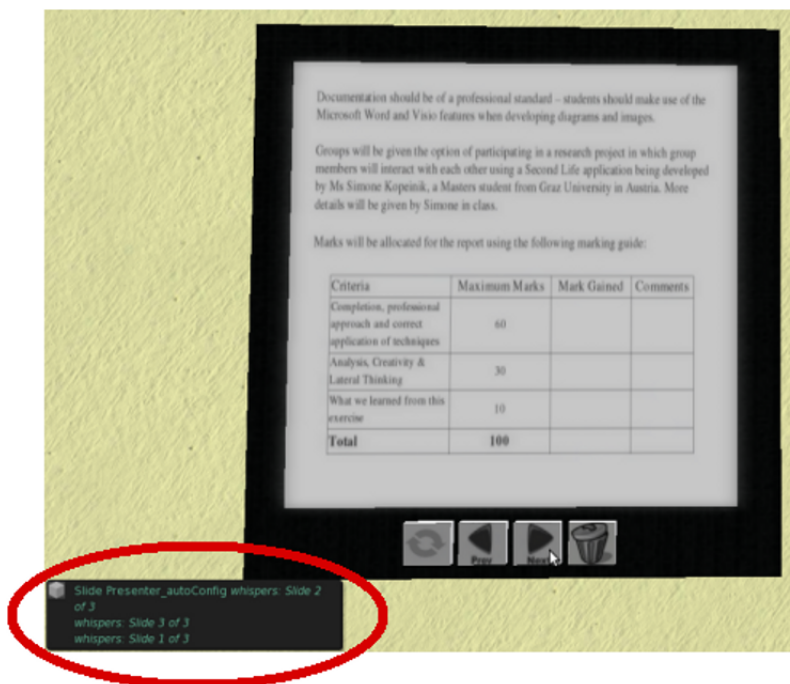 Documentation should be of a professional standard – students should make use of the
Microsoft Word and Visio features when developing diagrams and images.
Groups will be given the option of participating in a research project in which group
members will interact with each other using a Second Life application being developed
by Ms Simone Kopeinik, a Masters student from Graz University in Austria. More
details will be given by Simone in class.
Marks will be allocated for the report using the following marking guide:
Criteria Maximum Marks Mark Gained Comments
Completion, professional
approach and correct
application of techniques
60
Analysis, Creativity &
Lateral Thinking
30
What we learned from this
exercise
10
Total 100
Prev Next
Slide Presenter_autoConfig whispers: Slide 2
of 3
whispers: Slide 3 of 3
whispers: Slide 1 of 3